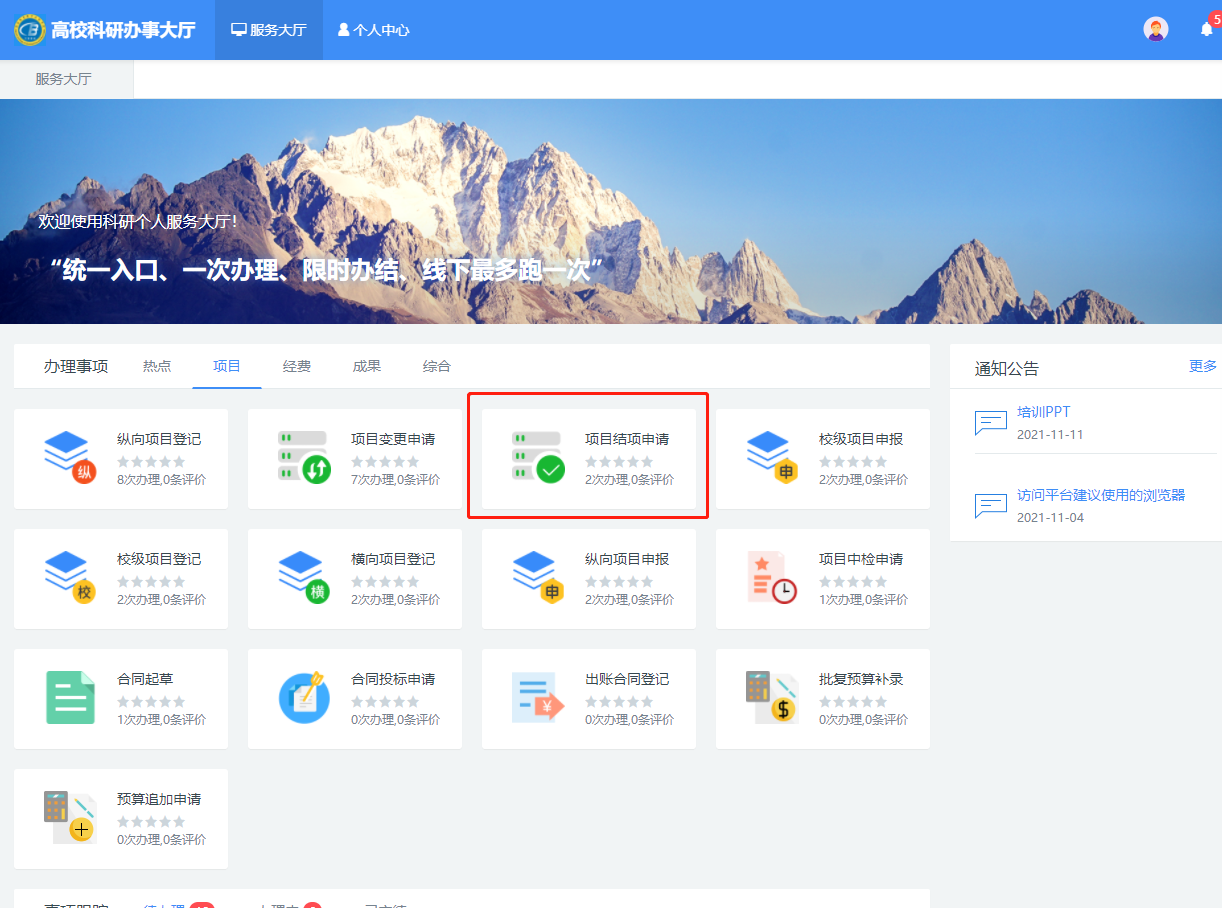 高校科研办事大厅
服务大厅
个人中心
5
服务大厅
欢迎使用科研个人服务大厅!
“统一入口、一次办理、限时办结、线下最多跑一次”
办理事项
热点
项目
经费
成果
综合
通知公告
更多
纵
纵向项目登记
8次办理,0条评价
项目变更申请
7次办理,0条评价
项目结项申请
2次办理,0条评价
申
校级项目申报
2次办理,0条评价
培训PPT
2021-11-11
访问平台建议使用的浏览器
2021-11-04
校
校级项目登记
2次办理,0条评价
横
横向项目登记
2次办理,0条评价
申
纵向项目申报
2次办理,0条评价
项目中检申请
1次办理,0条评价
合同起草
1次办理,0条评价
合同投标申请
0次办理,0条评价
¥
出账合同登记
0次办理,0条评价
$
批复预算补录
0次办理,0条评价
预算追加申请
0次办理,0条评价